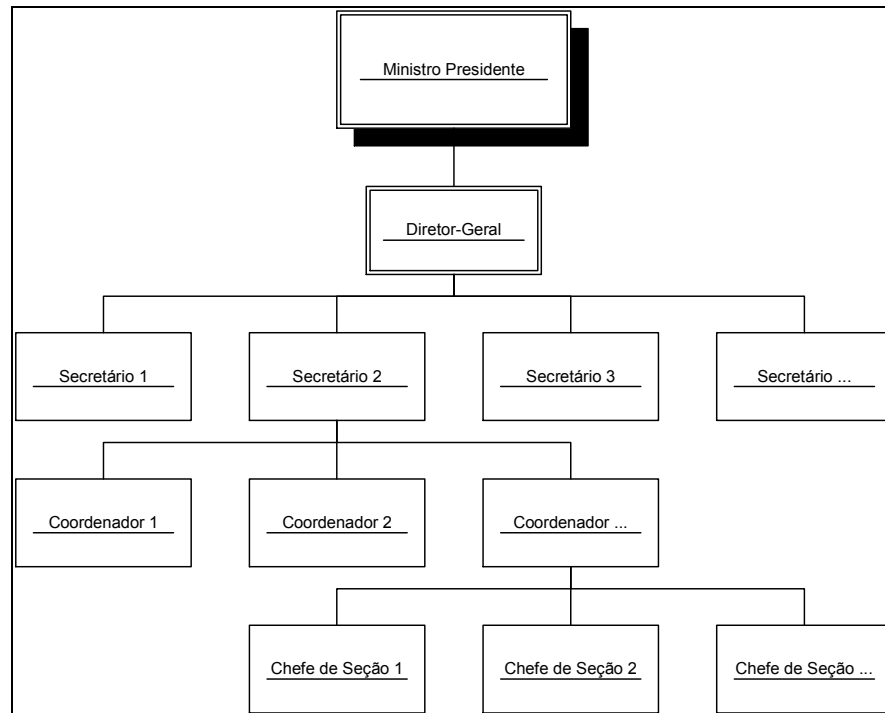 Ministro Presidente
Diretor-Geral
Secretário 1
Secretário 2
Secretário 3
Secretário ...
Coordenador 1
Coordenador 2
Coordenador ...
Chefe de Seção 1
Chefe de Seção 2
Chefe de Seção ...